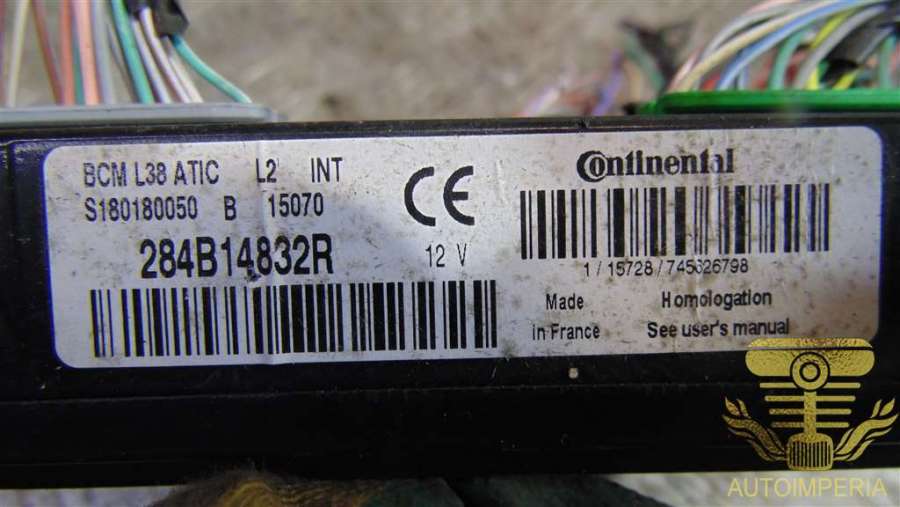 BCM L38 ATIC L2 INT
S180180050 B 15070
284B14832R
CE
12 V
Continental
1 / 15728 / 745626798
Made
in France
Homologation
See user's manual
AUTOIMPERIA